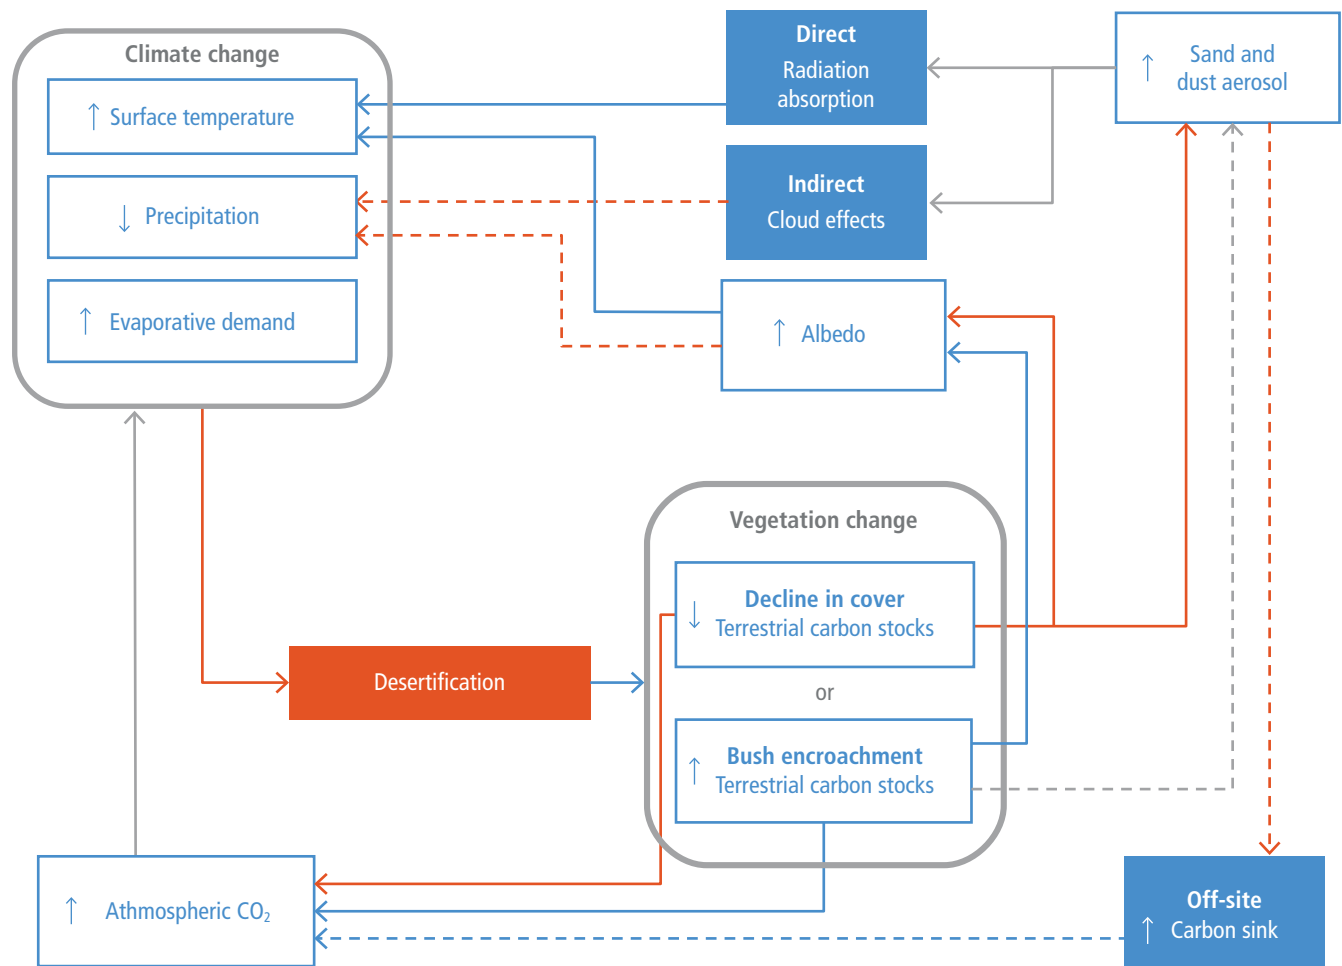 Climate change
↑ Surface temperature
↓ Precipitation
↑ Evaporative demand
Direct
Radiation
absorption
Indirect
Cloud effects
↑ Sand and
dust aerosol
↑ Albedo
Vegetation change
Decline in cover
↓ Terrestrial carbon stocks
or
Bush encroachment
↑ Terrestrial carbon stocks
Desertification
↑ Athmospheric CO₂
Off-site
↑ Carbon sink